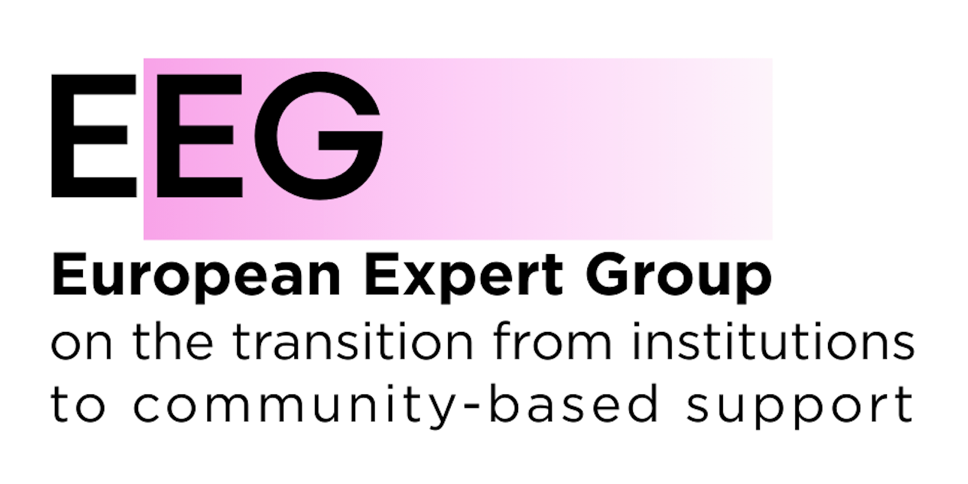 EEG
European Expert Group
on the transition from institutions
to community-based support